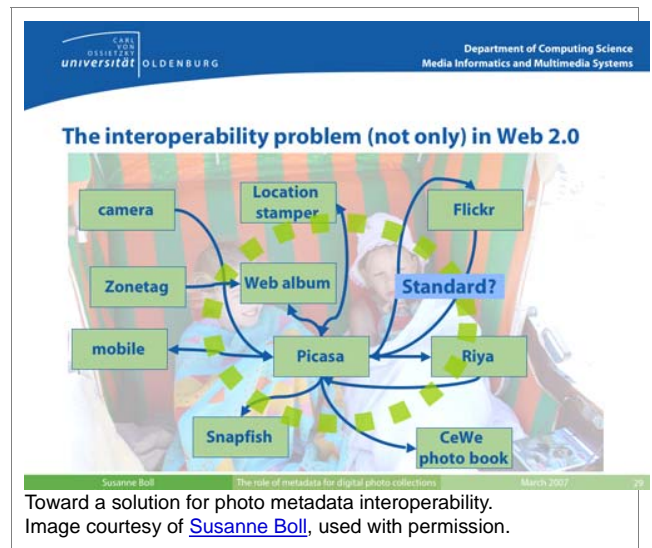 CARL
VON
OSSIETZKY
universität OLDENBURG
Department of Computing Science
Media Informatics and Multimedia Systems
The interoperability problem (not only) in Web 2.0
camera
Location
stamper
Flickr
Zonetag
Web album
Standard?
mobile
Picasa
Riya
Snapfish
CeWe
photo book
Susanne Boll
The role of metadata for digital photo collections
March 2007
29
Toward a solution for photo metadata interoperability.
Image courtesy of Susanne Boll, used with permission.